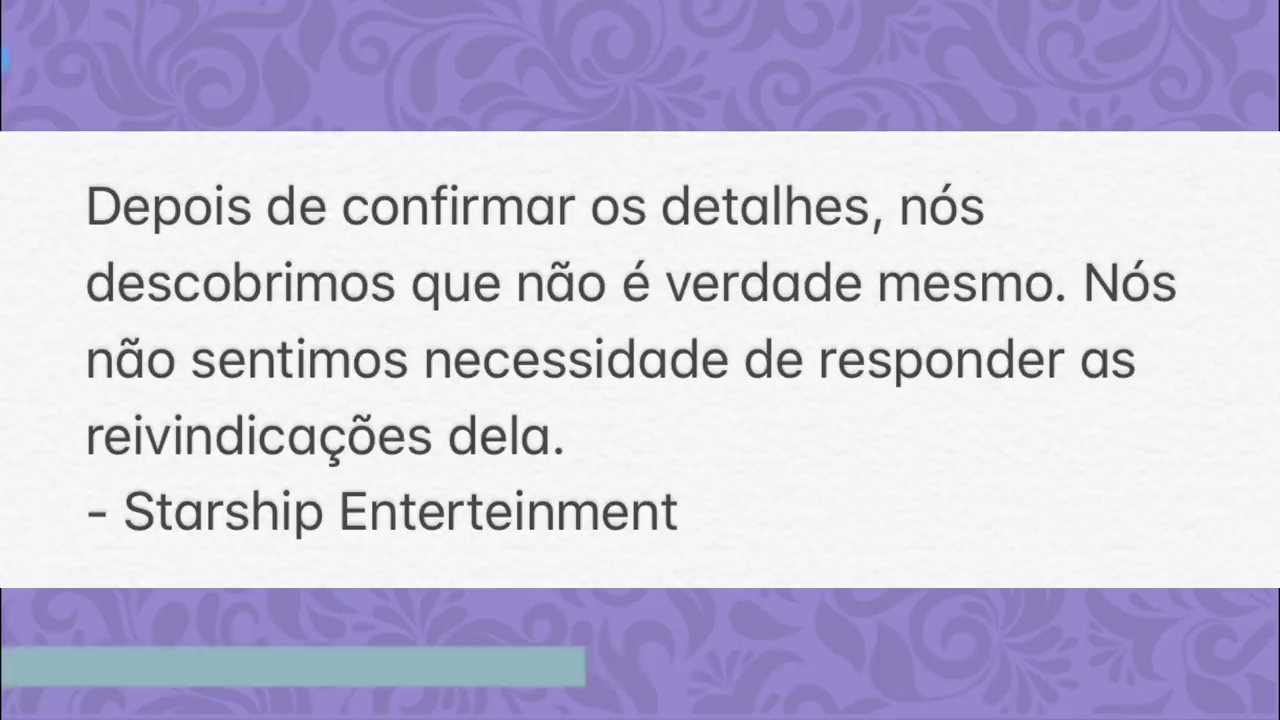 Depois de confirmar os detalhes, nós
descobrimos que não é verdade mesmo. Nós
não sentimos necessidade de responder as
reivindicações dela.
- Starship Enterteinment